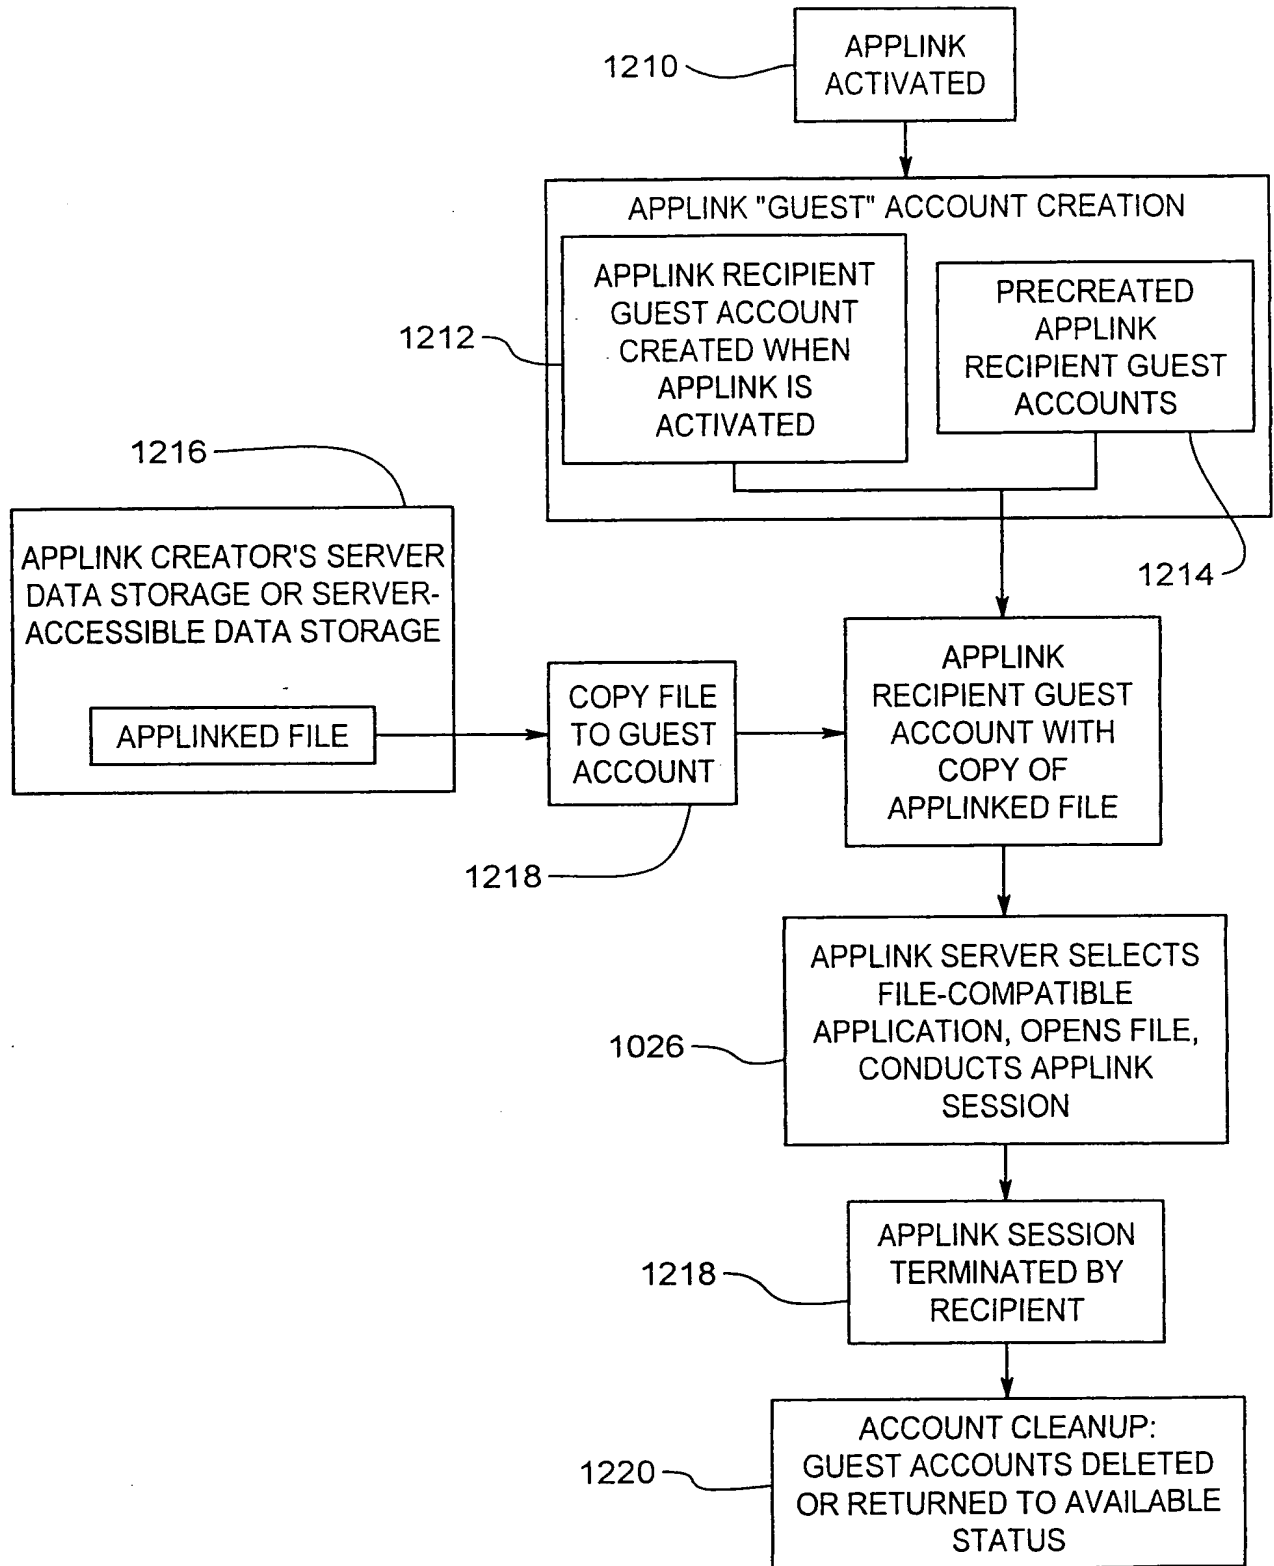 1210
APPLINK
ACTIVATED
APPLINK "GUEST" ACCOUNT CREATION
1212
APPLINK RECIPIENT
GUEST ACCOUNT
CREATED WHEN
APPLINK IS
ACTIVATED
PRECREATED
APPLINK
RECIPIENT GUEST
ACCOUNTS
1214
1216
APPLINK CREATOR'S SERVER
DATA STORAGE OR SERVER-
ACCESSIBLE DATA STORAGE
APPLINKED FILE
COPY FILE
TO GUEST
ACCOUNT
1218
APPLINK
RECIPIENT GUEST
ACCOUNT WITH
COPY OF
APPLINKED FILE
1026
APPLINK SERVER SELECTS
FILE-COMPATIBLE
APPLICATION, OPENS FILE,
CONDUCTS APPLINK
SESSION
1218
APPLINK SESSION
TERMINATED BY
RECIPIENT
1220
ACCOUNT CLEANUP:
GUEST ACCOUNTS DELETED
OR RETURNED TO AVAILABLE
STATUS